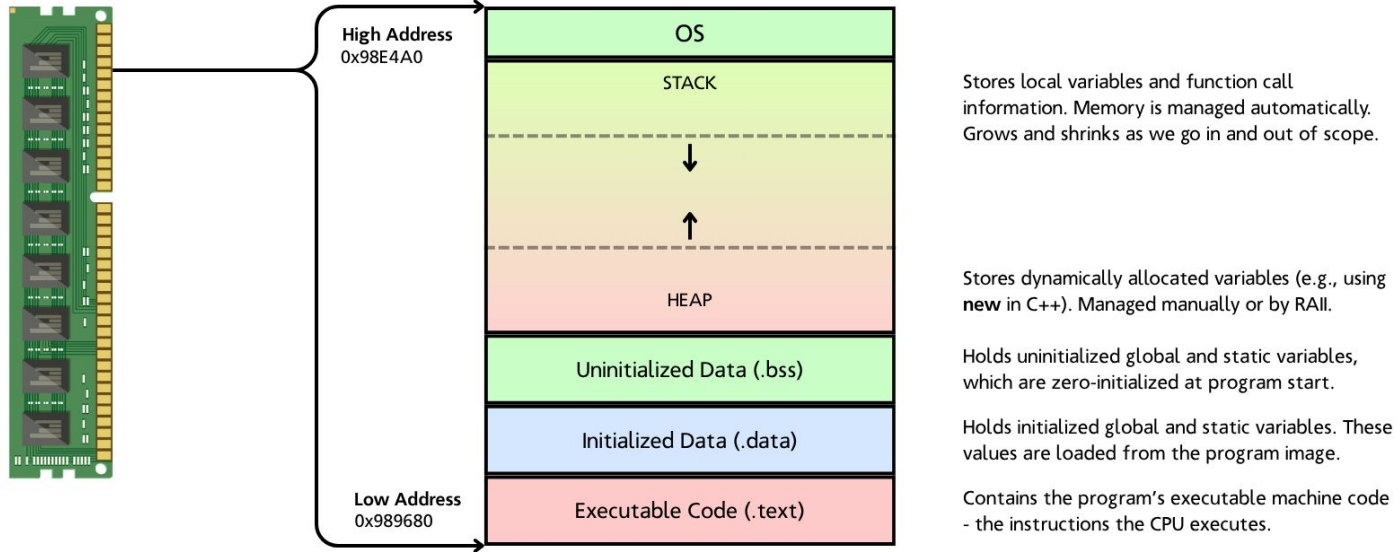 High Address
0x98E4A0
OS
STACK
Stores local variables and function call
information. Memory is managed automatically.
Grows and shrinks as we go in and out of scope.
HEAP
Stores dynamically allocated variables (e.g., using
new in C++). Managed manually or by RAII.
Uninitialized Data (.bss)
Holds uninitialized global and static variables,
which are zero-initialized at program start.
Initialized Data (.data)
Holds initialized global and static variables. These
values are loaded from the program image.
Low Address
0x989680
Executable Code (.text)
Contains the program’s executable machine code
- the instructions the CPU executes.